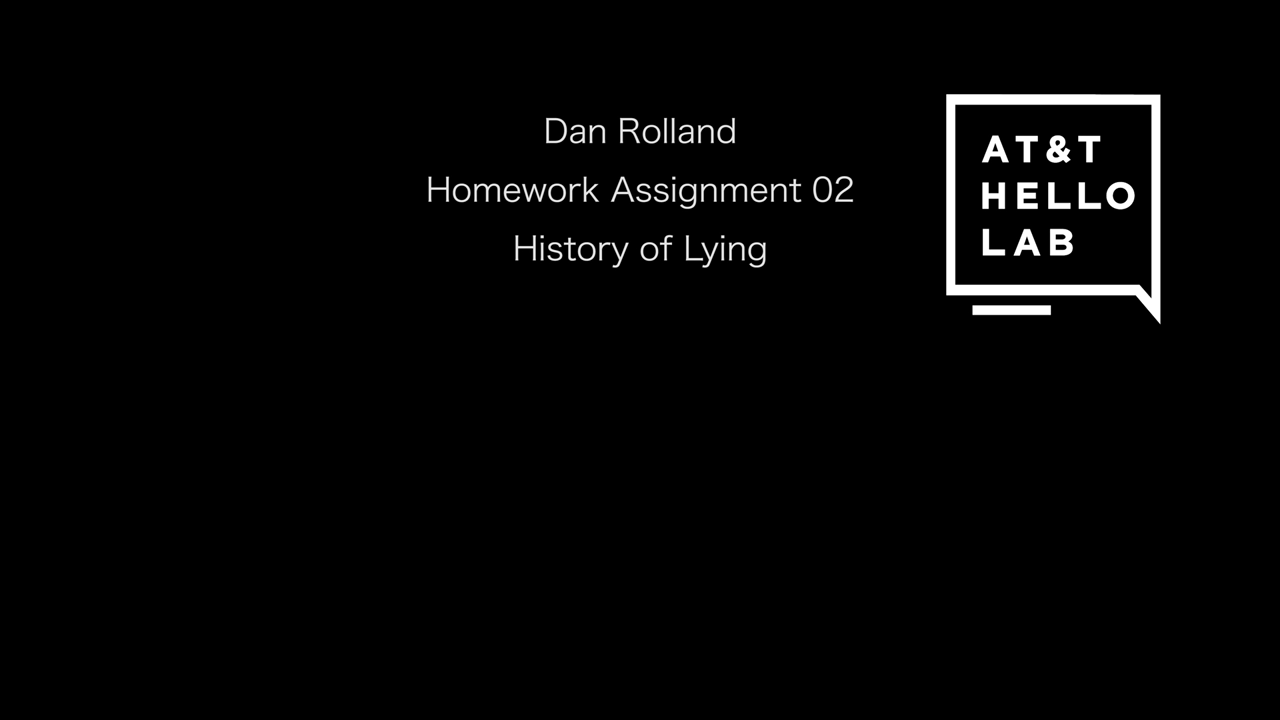 Dan Rolland
Homework Assignment 02
History of Lying
AT&T
HELLO
LAB